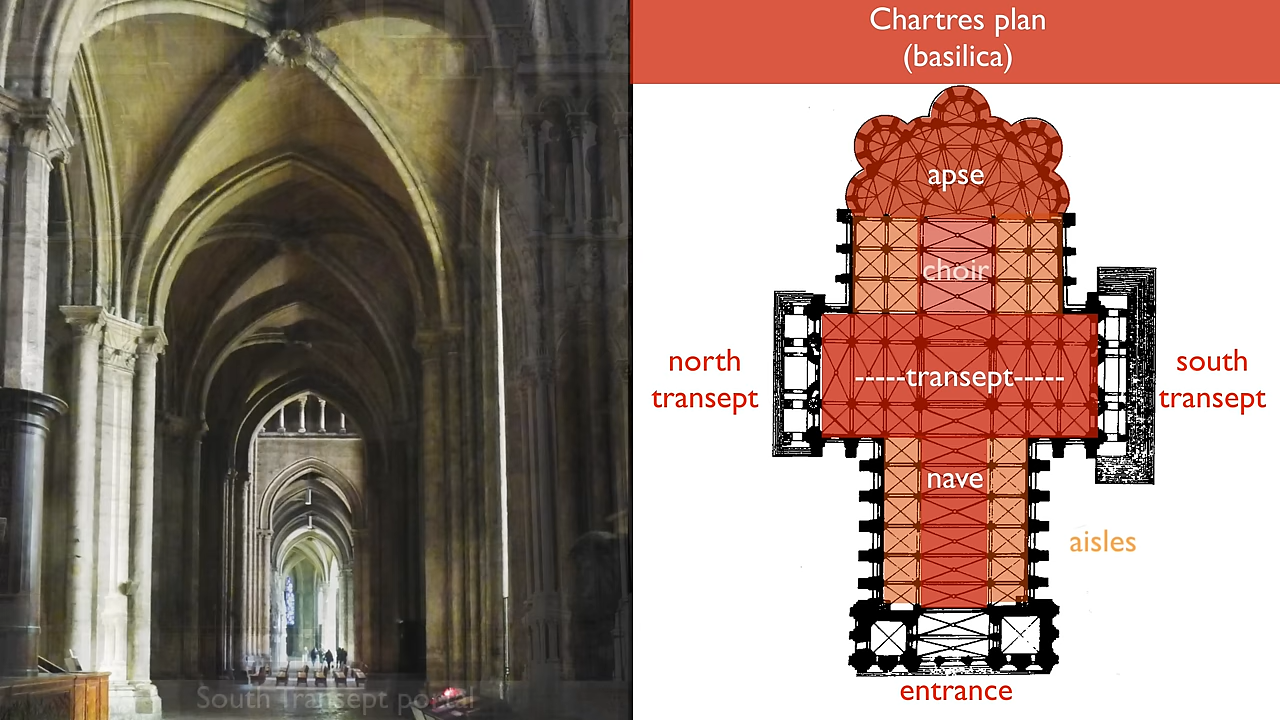 South transept portal
Chartres plan
(basilica)
apse
choir
north
transept
-----transept-----
south
transept
nave
aisles
entrance